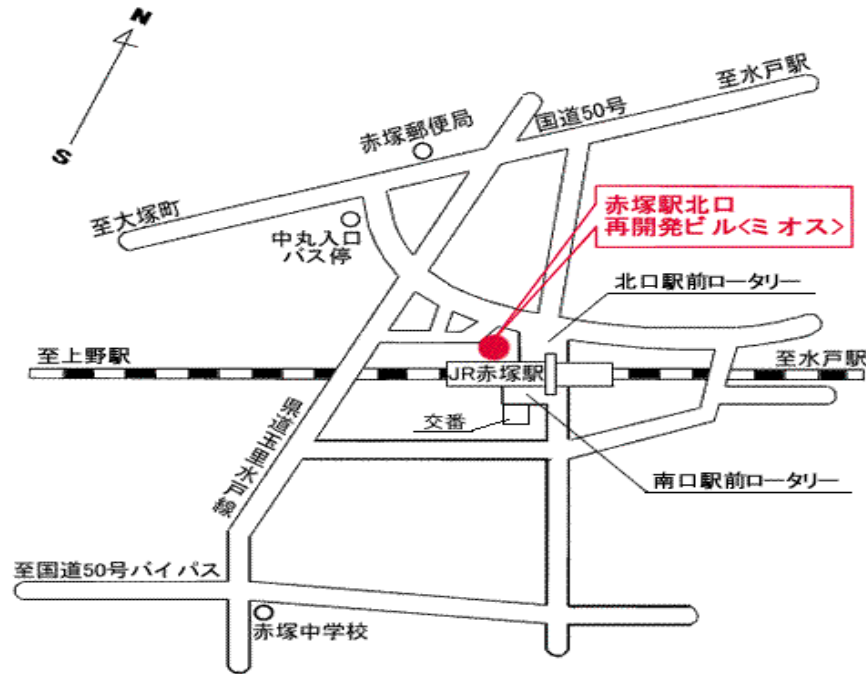 N
S
至水戸駅
国道50号
赤塚郵便局
至大塚町
中丸入口
バス停
赤塚駅北口
再開発ビル<ミオス>
北口駅前ロータリー
至上野駅
JR赤塚駅
至水戸駅
県道玉里水戸線
交番
南口駅前ロータリー
至国道50号バイパス
赤塚中学校